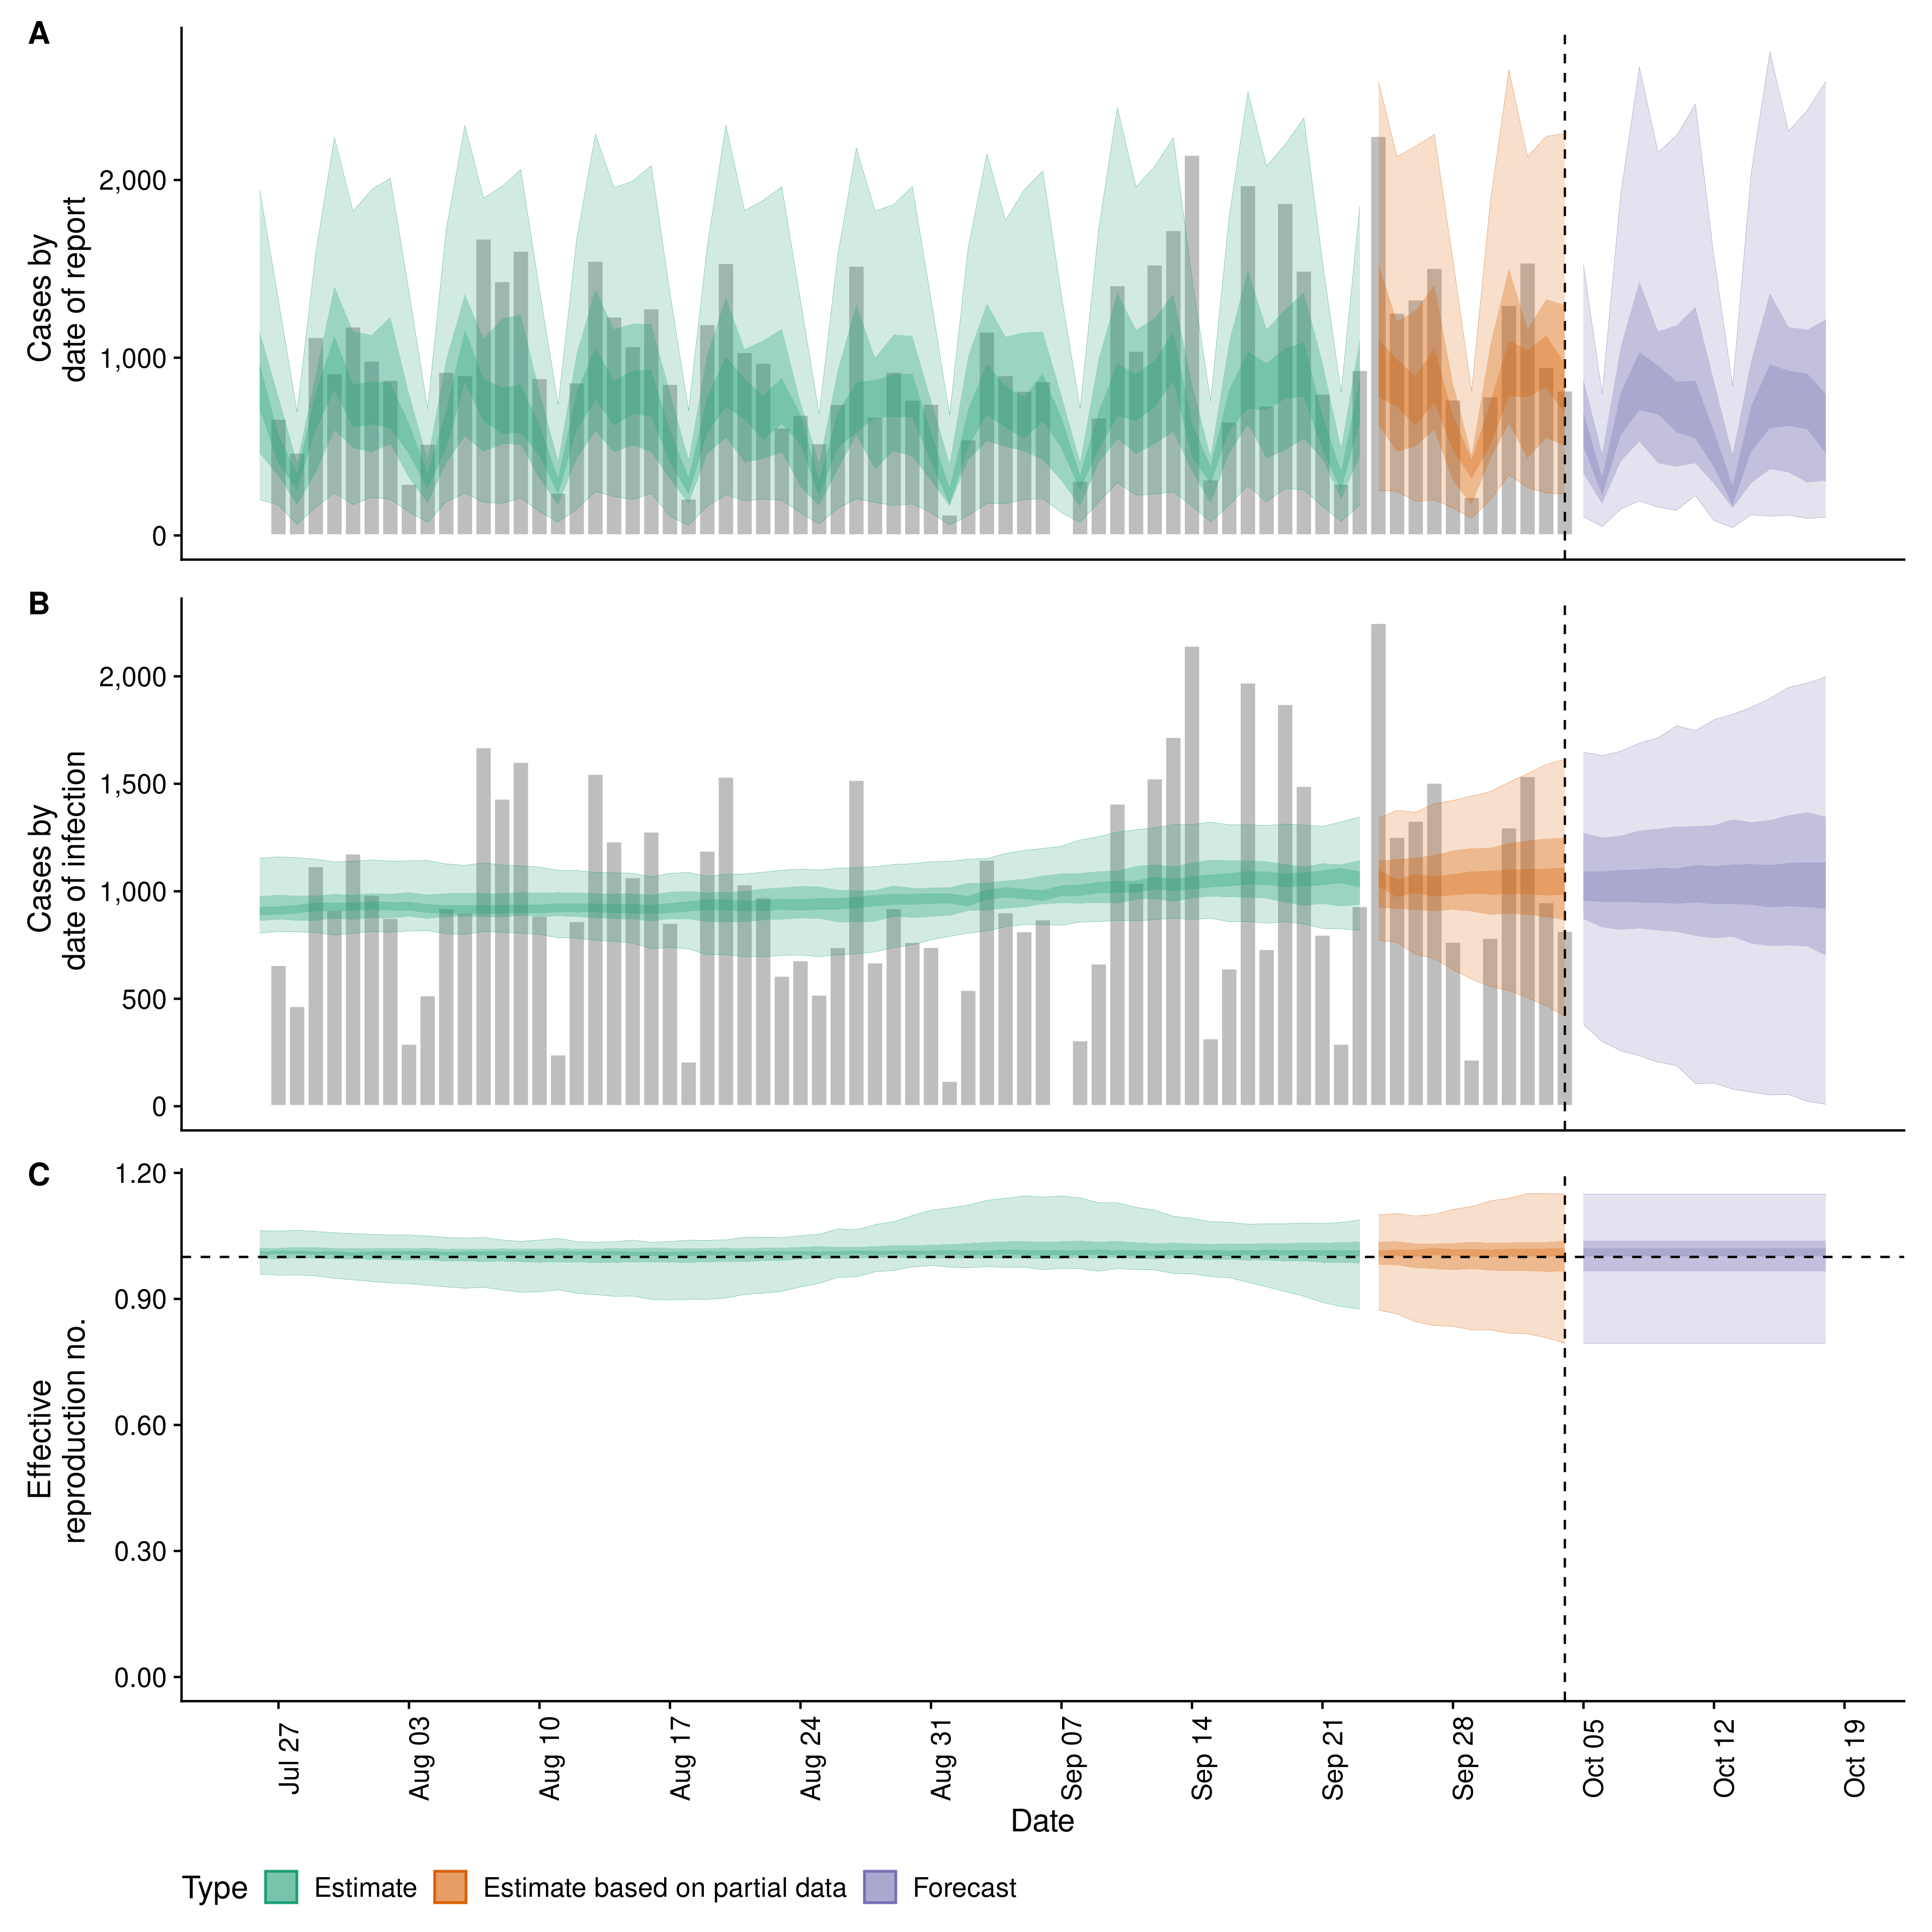 A
Cases by
date of report
2,000
1,000
0
B
Cases by
date of infection
2,000
1,500
1,000
500
0
C
Effective
reproduction no.
1.20
0.90
0.60
0.30
0.00
Jul 27
Aug 03
Aug 10
Aug 17
Aug 24
Aug 31
Sep 07
Sep 14
Sep 21
Sep 28
Oct 05
Oct 12
Oct 19
Date
Type Estimate Estimate based on partial data Forecast